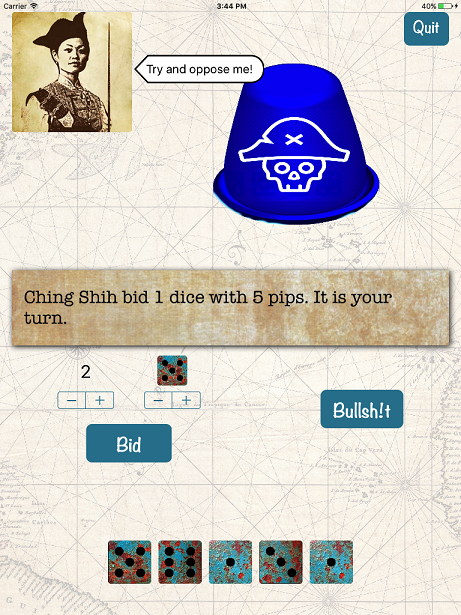 Carrier
3:44 PM
40%
Quit
Try and oppose me!
Ching Shih bid 1 dice with 5 pips. It is your
turn.
2
− +
− +
Bullsh!t
Bid